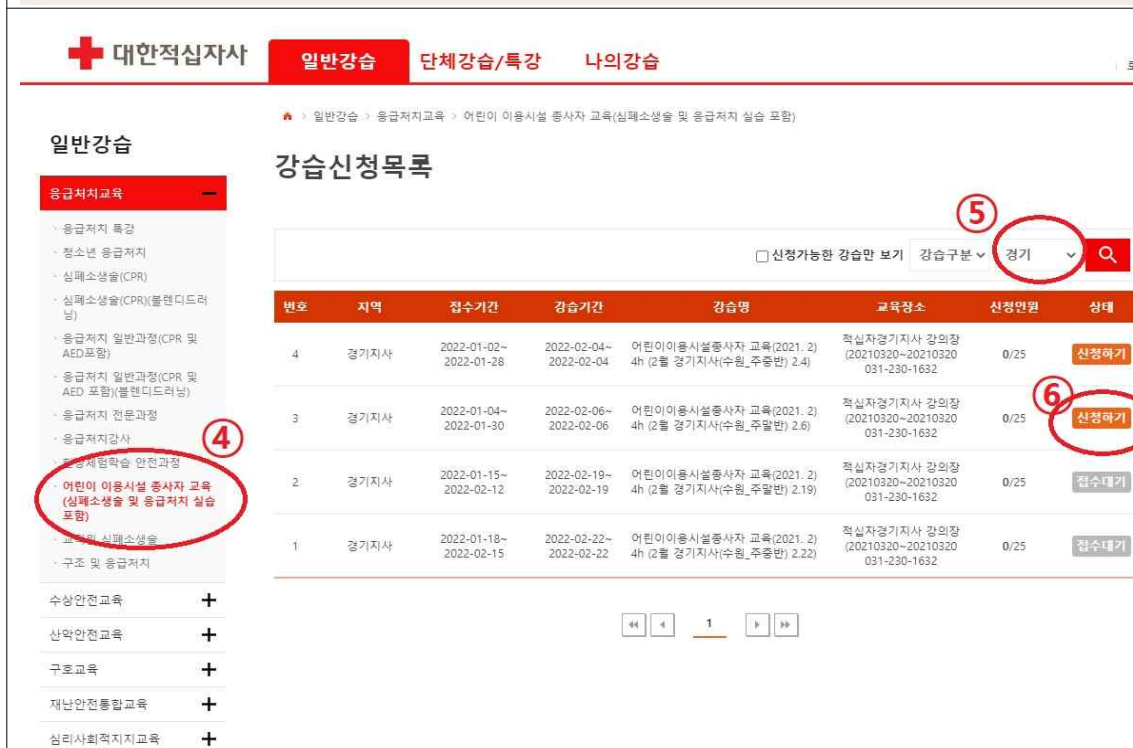 대한적십자사
일반강습 단체강습/특강 나의강습
일반강습 > 응급처치교육 > 어린이 이용시설 종사자 교육(심폐소생술 및 응급처치 실습 포함)
일반강습
강습신청목록
응급처치교육
· 응급처치 특강
· 청소년 응급처치
· 심폐소생술(CPR)
· 심폐소생술(CPR)(블렌디드러
닝)
· 응급처치 일반과정(CPR 및
AED포함)
· 응급처치 일반과정(CPR 및
AED 포함)(블렌디드러닝)
· 응급처치 전문과정
· 응급처치강사
· 현장체험학습 안전과정
④
· 어린이 이용시설 종사자 교육
(심폐소생술 및 응급처치 실습
포함)
· 교직원 심폐소생술
· 구조 및 응급처치
수상안전교육 +
산악안전교육 +
구호교육 +
재난안전통합교육 +
심리사회적지지교육 +
⑤
신청가능한 강습만 보기 강습구분 경기
번호 지역 접수기간 강습기간 강습명 교육장소 신청인원 상태
4 경기지사 2022-01-02~ 2022-02-04~ 어린이이용시설종사자 교육(2021. 2) 적십자경기지사 강의장 0/25 신청하기
2022-01-28 2022-02-04 4h (2월 경기지사(수원_주중반) 2.4) (20210320~20210320
031-230-1632
⑥
3 경기지사 2022-01-04~ 2022-02-06~ 어린이이용시설종사자 교육(2021. 2) 적십자경기지사 강의장 0/25 신청하기
2022-01-30 2022-02-06 4h (2월 경기지사(수원_주말반) 2.6) (20210320~20210320
031-230-1632
2 경기지사 2022-01-15~ 2022-02-19~ 어린이이용시설종사자 교육(2021. 2) 적십자경기지사 강의장 0/25 접수대기
2022-02-12 2022-02-19 4h (2월 경기지사(수원_주말반) 2.19) (20210320~20210320
031-230-1632
1 경기지사 2022-01-18~ 2022-02-22~ 어린이이용시설종사자 교육(2021. 2) 적십자경기지사 강의장 0/25 접수대기
2022-02-15 2022-02-22 4h (2월 경기지사(수원_주중반) 2.22) (20210320~20210320
031-230-1632
1